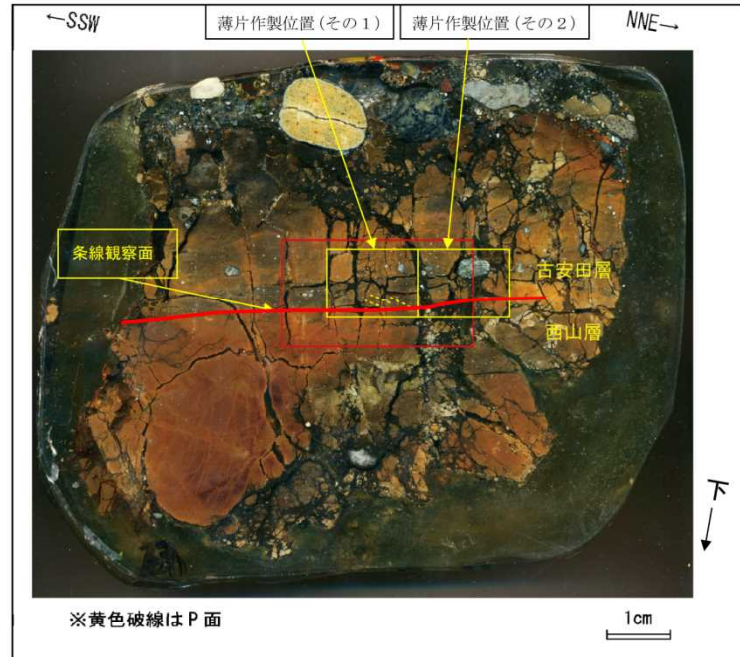 ←SSW
薄片作製位置(その1)
薄片作製位置(その2)
NNE→
条線観察面
古安田層
西山層
下
※黄色破線はP面
1cm